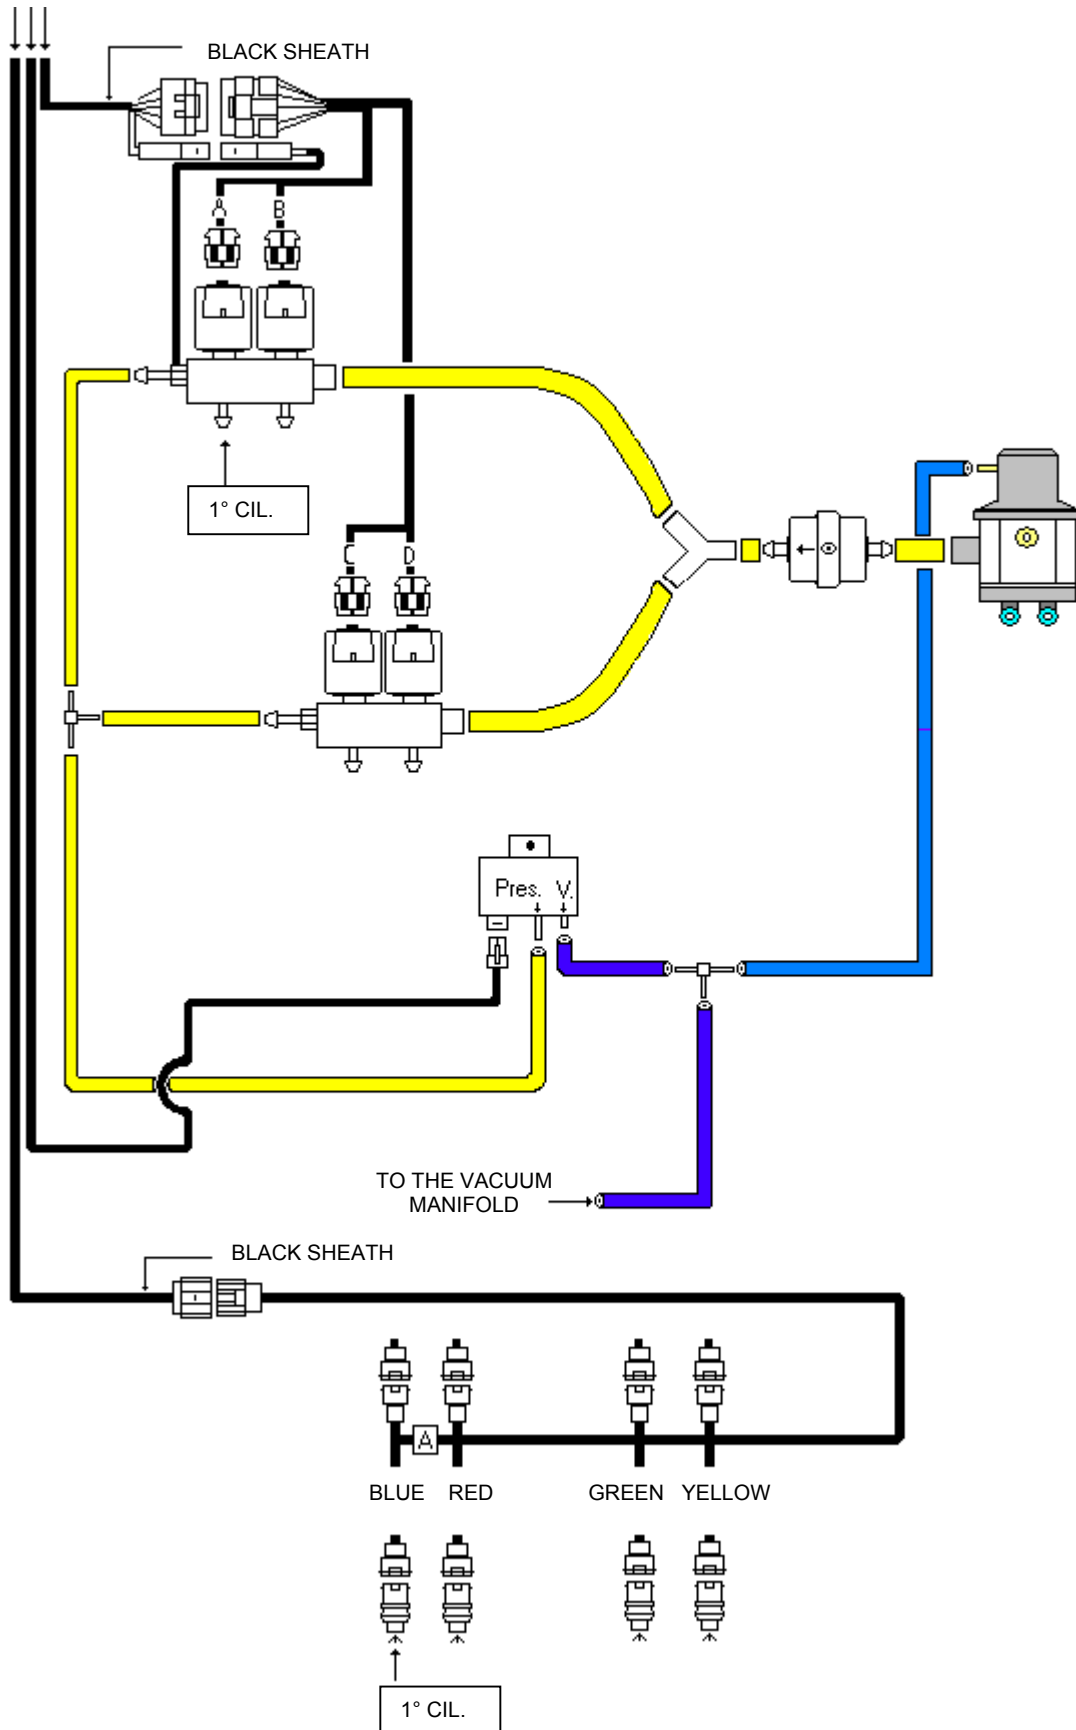 BLACK SHEATH
A B
1° CIL.
C D
Pres. V.
TO THE VACUUM
MANIFOLD
BLACK SHEATH
A
BLUE RED GREEN YELLOW
1° CIL.